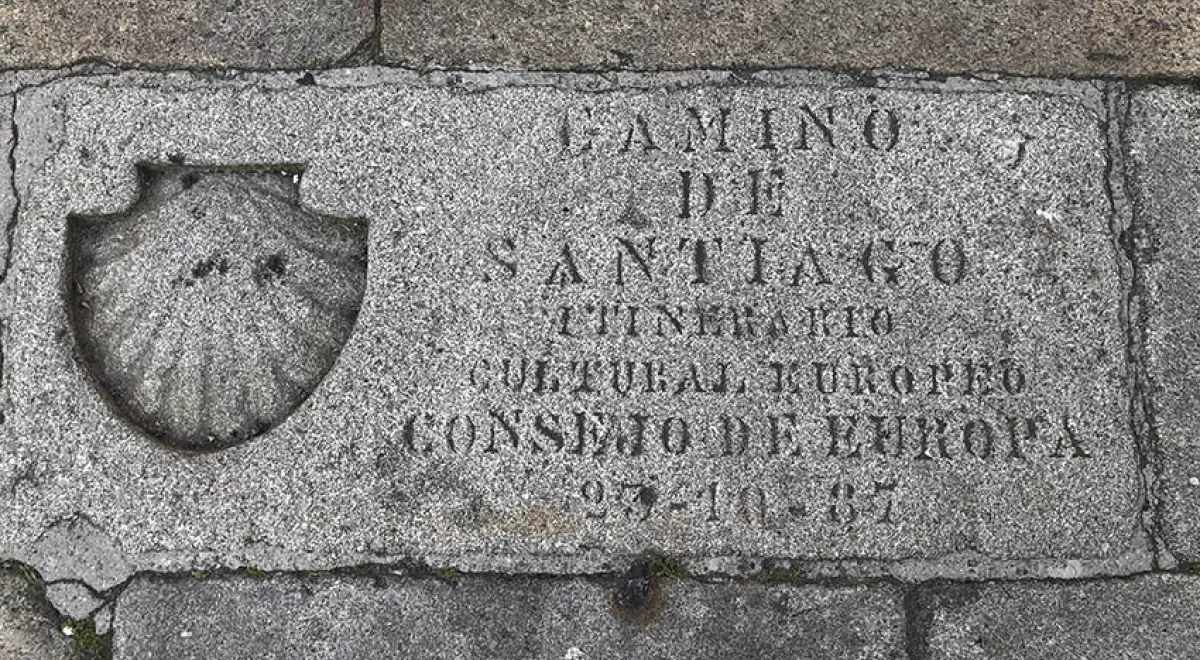 CAMINO
DE
SANTIAGO
ITINERARIO
CULTURAL EUROPEO
CONSEJO DE EUROPA
23-10-87